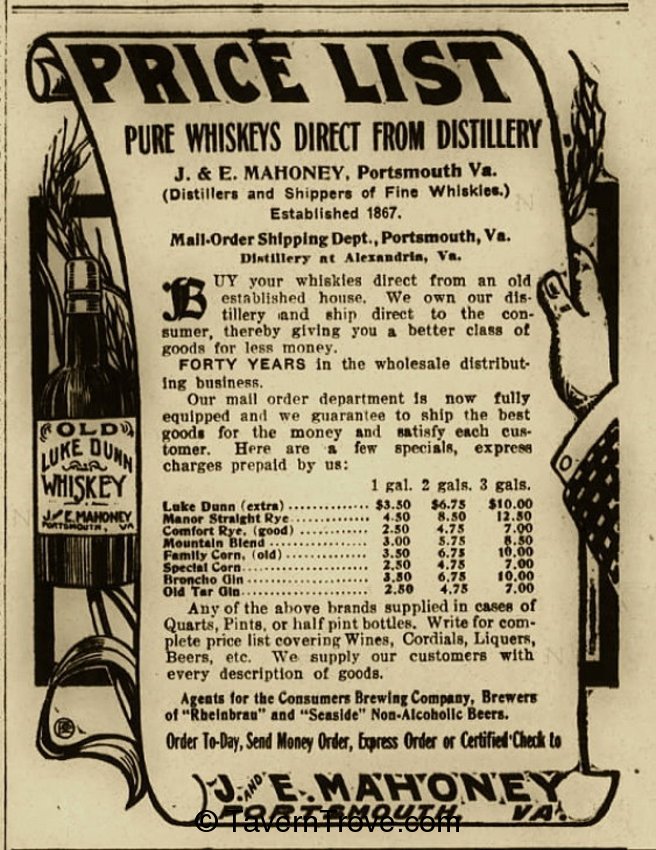 PRICE LIST
PURE WHISKEYS DIRECT FROM DISTILLERY
J. & E. MAHONEY, Portsmouth Va.
(Distillers and Shippers of Fine Whiskies.)
Established 1867.
Mail-Order Shipping Dept., Portsmouth, Va.
Distillery at Alexandria, Va.
BUY your whiskies direct from an old
established house. We own our dis-
tillery and ship direct to the con-
sumer, thereby giving you a better class of
goods for less money.
FORTY YEARS in the wholesale distribut-
ing business.
Our mail order department is now fully
equipped and we guarantee to ship the best
goods for the money and satisfy each cus-
tomer. Here are a few specials, express
charges prepaid by us:
1 gal. 2 gals. 3 gals.
Luke Dunn (extra) .............. $3.50 $6.75 $10.00
Manor Straight Rye.............. 4.50 8.50 12.50
Comfort Rye, (good) ............ 2.50 4.75 7.00
Mountain Blend ................. 3.00 5.75 8.50
Family Corn, (old) ............. 3.50 6.75 10.00
Special Corn.................... 2.50 4.75 7.00
Broncho Gin..................... 3.50 6.75 10.00
Old Tar Gin..................... 2.50 4.75 7.00
Any of the above brands supplied in cases of
Quarts, Pints, or half pint bottles. Write for com-
plete price list covering Wines, Cordials, Liquers,
Beers, etc. We supply our customers with
every description of goods.
Agents for the Consumers Brewing Company, Brewers
of "Rheinbrau" and "Seaside" Non-Alcoholic Beers.
Order To-Day, Send Money Order, Express Order or Certified Check to
J. AND E. MAHONEY
PORTSMOUTH, VA.
OLD
LUKE DUNN
WHISKEY
J. AND E. MAHONEY
PORTSMOUTH, VA
© TavernTrove.com